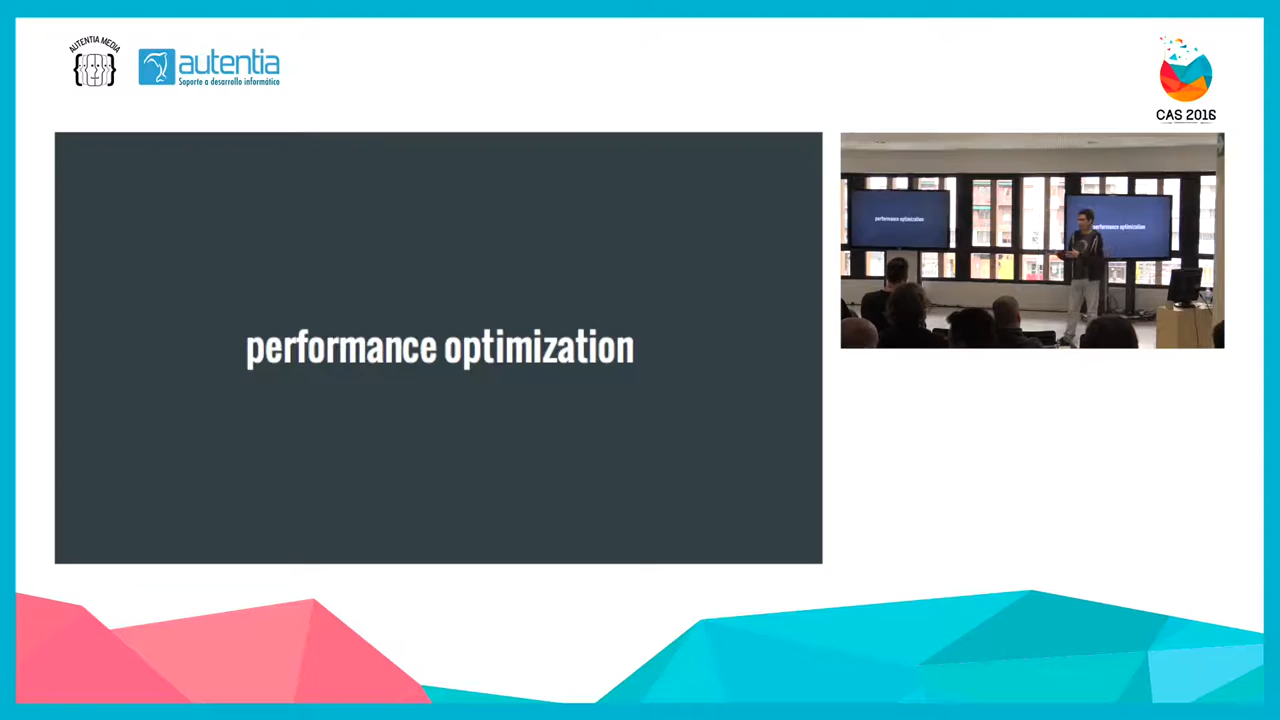 AUTENTIA MEDIA
autentia
Soporte a desarrollo informático
CAS 2016
performance optimization
performance optimization
performance optimization